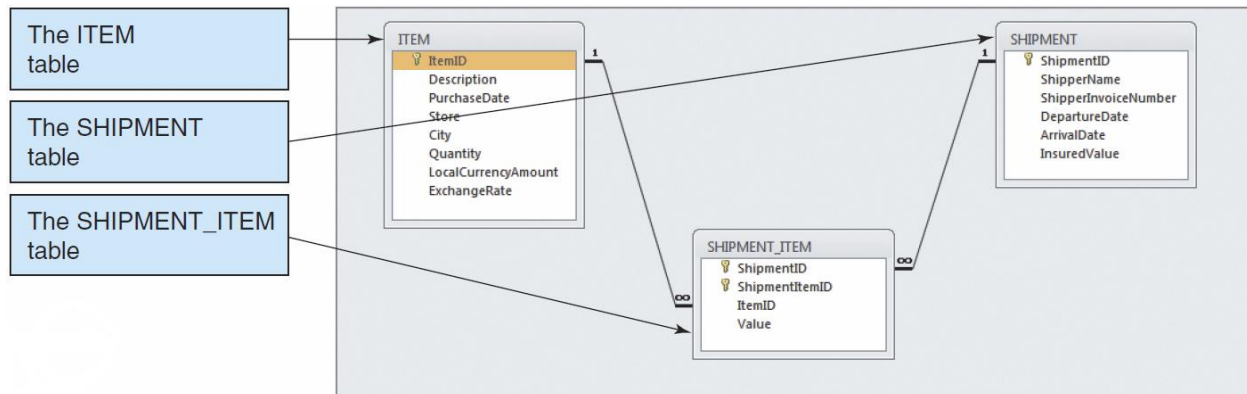 The ITEM
table
The SHIPMENT
table
The SHIPMENT_ITEM
table
ITEM
ItemID
Description
PurchaseDate
Store
City
Quantity
LocalCurrencyAmount
ExchangeRate
1
SHIPMENT
1
ShipmentID
ShipperName
ShipperInvoiceNumber
DepartureDate
ArrivalDate
InsuredValue
SHIPMENT_ITEM
ShipmentID
ShipmentItemID
ItemID
Value
∞
∞